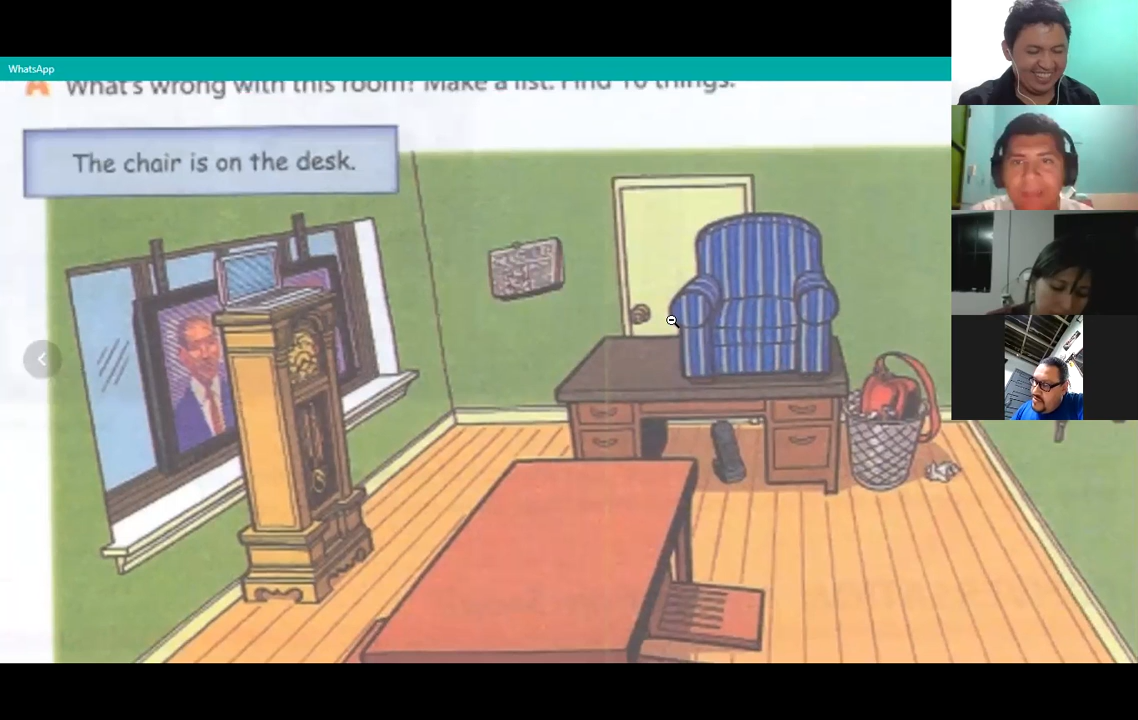 WhatsApp
What's wrong with this room? Make a list. Find 10 things.
The chair is on the desk.